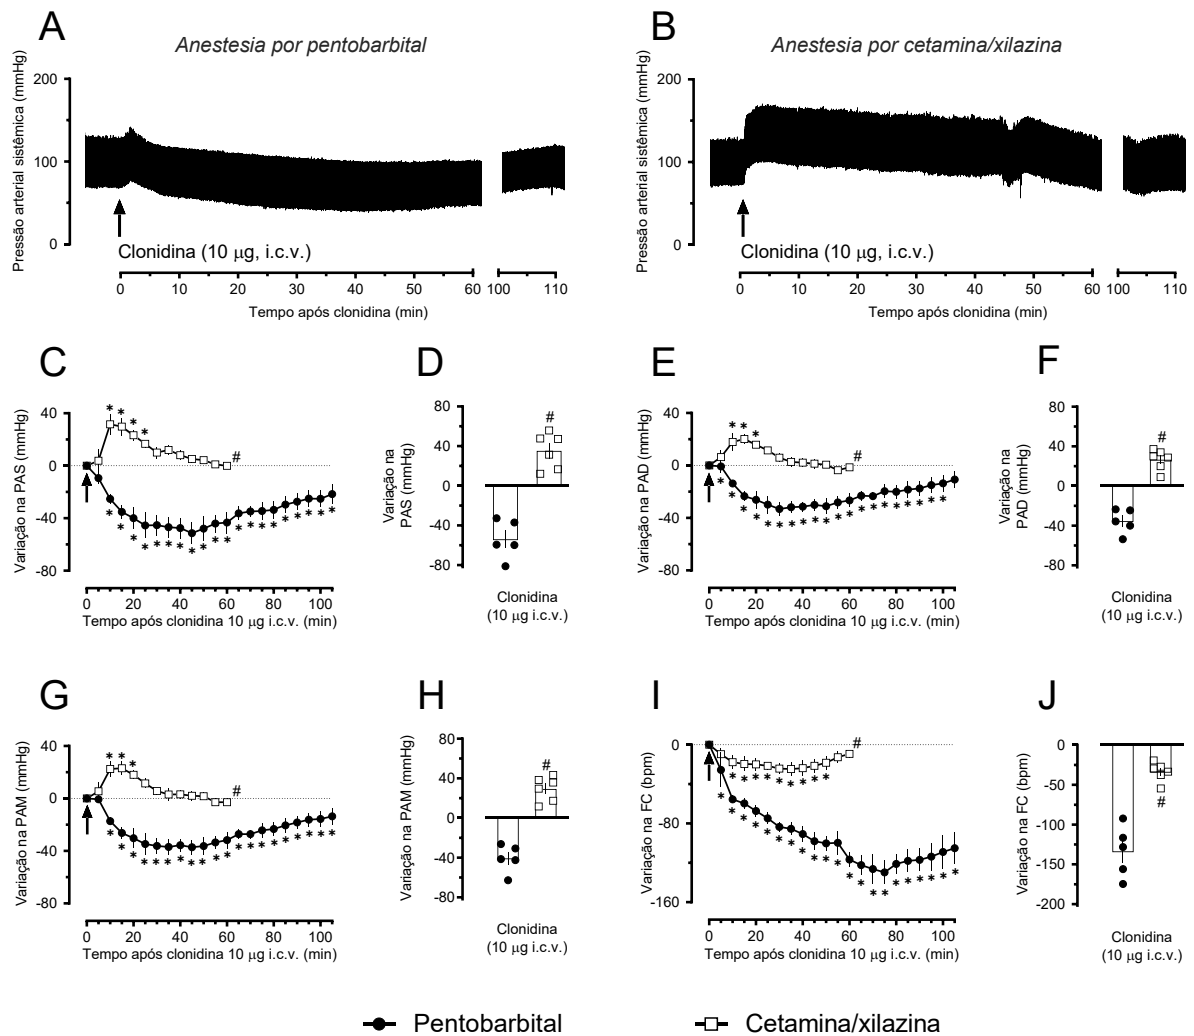 A
Anestesia por pentobarbital
Pressão arterial sistêmica (mmHg)
200
100
0
Clonidina (10 µg, i.c.v.)
0 10 20 30 40 50 60 100 110
Tempo após clonidina (min)
B
Anestesia por cetamina/xilazina
Pressão arterial sistêmica (mmHg)
200
100
0
Clonidina (10 µg, i.c.v.)
0 10 20 30 40 50 60 100 110
Tempo após clonidina (min)
C
Variação na PAS (mmHg)
40
0
-40
-80
* * * *
#
* * * * * * * * * * * * * * * * * * * *
0 20 40 60 80 100
Tempo após clonidina 10 µg i.c.v. (min)
D
Variação na
PAS (mmHg)
80
40
0
-40
-80
#
Clonidina
(10 µg i.c.v.)
E
Variação na PAD (mmHg)
40
0
-40
-80
* * *
#
* * * * * * * * * * * * * * * * * * * *
0 20 40 60 80 100
Tempo após clonidina 10 µg i.c.v. (min)
F
Variação na
PAD (mmHg)
80
40
0
-40
-80
#
Clonidina
(10 µg i.c.v.)
G
Variação na PAM (mmHg)
40
0
-40
-80
* * *
#
* * * * * * * * * * * * * * * * * * * *
0 20 40 60 80 100
Tempo após clonidina 10 µg i.c.v. (min)
H
Variação na PAM (mmHg)
80
40
0
-40
-80
#
Clonidina
(10 µg i.c.v.)
I
Variação na FC (bpm)
0
-80
-160
#
* * * * * * * * *
* * * * * * * * * * * * * * * * * * * * *
0 20 40 60 80 100
Tempo após clonidina 10 µg i.c.v. (min)
J
Variação na FC (bpm)
0
-50
-100
-150
-200
#
Clonidina
(10 µg i.c.v.)
Pentobarbital
Cetamina/xilazina